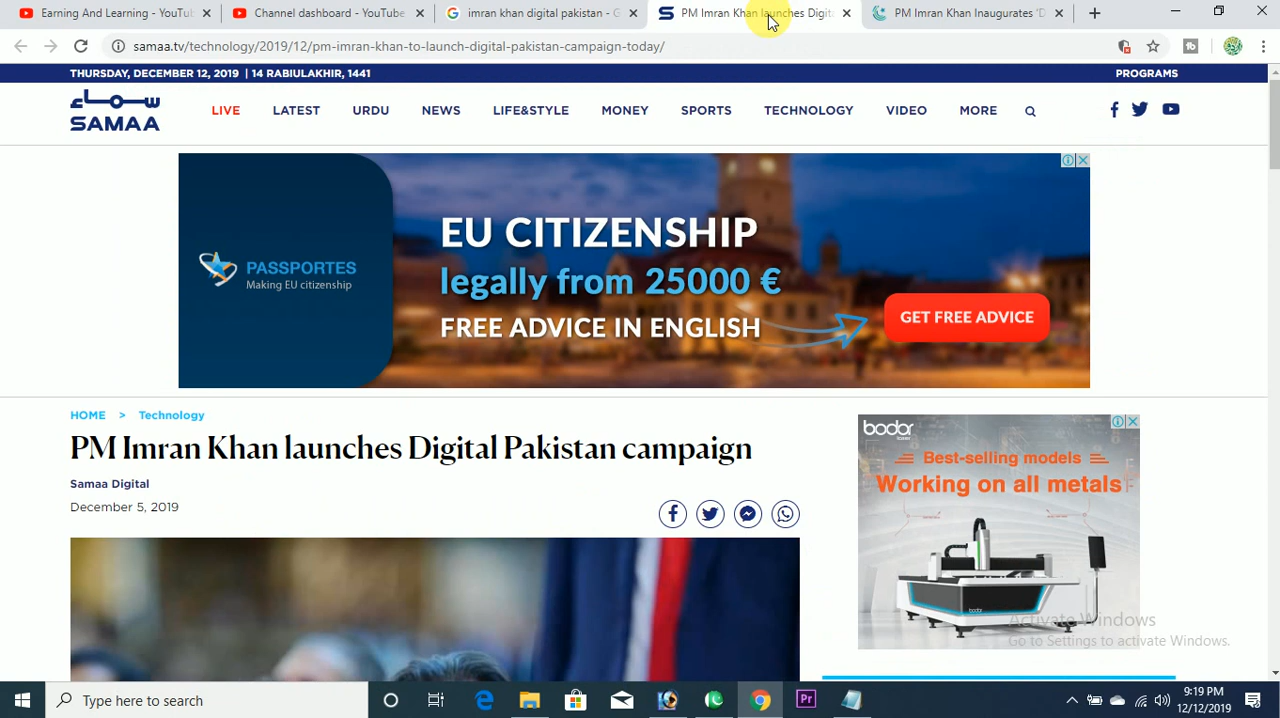 Earning And Learning - YouTu
Channel dashboard - YouTube
imran khan digital pakistan - G
PM Imran Khan launches Digit
PM Imran Khan Inaugurates 'D
samaa.tv/technology/2019/12/pm-imran-khan-to-launch-digital-pakistan-campaign-today/
THURSDAY, DECEMBER 12, 2019 | 14 RABIULAKHIR, 1441
PROGRAMS
سماء
SAMAA
LIVE
LATEST
URDU
NEWS
LIFE&STYLE
MONEY
SPORTS
TECHNOLOGY
VIDEO
MORE
PASSPORTES
Making EU citizenship
EU CITIZENSHIP
legally from 25000 €
FREE ADVICE IN ENGLISH
GET FREE ADVICE
HOME > Technology
PM Imran Khan launches Digital Pakistan campaign
Samaa Digital
December 5, 2019
bodor
Best-selling models
Working on all metals
bodor
Activate Windows
Go to Settings to activate Windows.
Type here to search
Pr
9:19 PM
12/12/2019